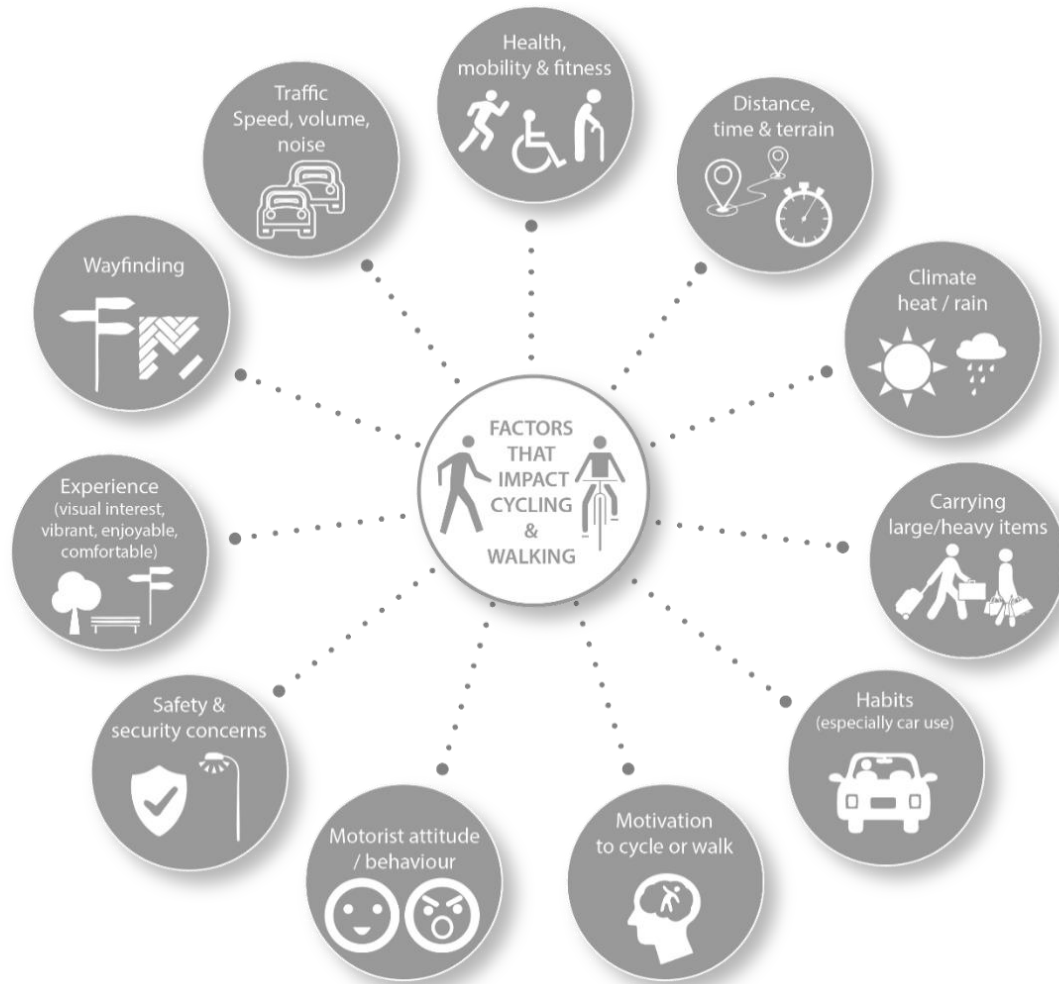 FACTORS
THAT
IMPACT
CYCLING
&
WALKING
Health,
mobility & fitness
Distance,
time & terrain
Climate
heat / rain
Carrying
large/heavy items
Habits
(especially car use)
Motivation
to cycle or walk
Motorist attitude
/ behaviour
Safety &
security concerns
Experience
(visual interest,
vibrant, enjoyable,
comfortable)
Wayfinding
Traffic
Speed, volume,
noise